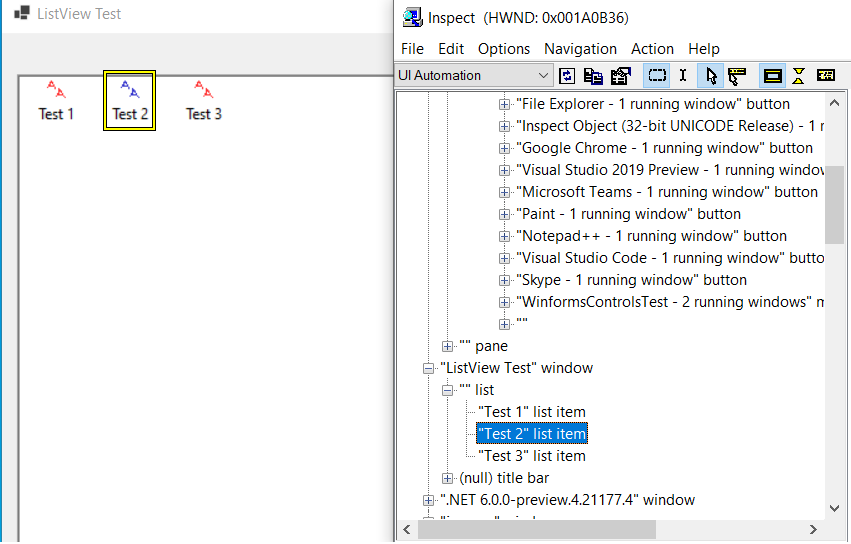 ListView Test
Test 1
Test 2
Test 3
Inspect (HWND: 0x001A0B36)
File Edit Options Navigation Action Help
UI Automation
"File Explorer - 1 running window" button
"Inspect Object (32-bit UNICODE Release) - 1 r
"Google Chrome - 1 running window" button
"Visual Studio 2019 Preview - 1 running windov
"Microsoft Teams - 1 running window" button
"Paint - 1 running window" button
"Notepad++ - 1 running window" button
"Visual Studio Code - 1 running window" butto
"Skype - 1 running window" button
"WinformsControlsTest - 2 running windows" m
""
"" pane
"ListView Test" window
"" list
"Test 1" list item
"Test 2" list item
"Test 3" list item
(null) title bar
".NET 6.0.0-preview.4.21177.4" window